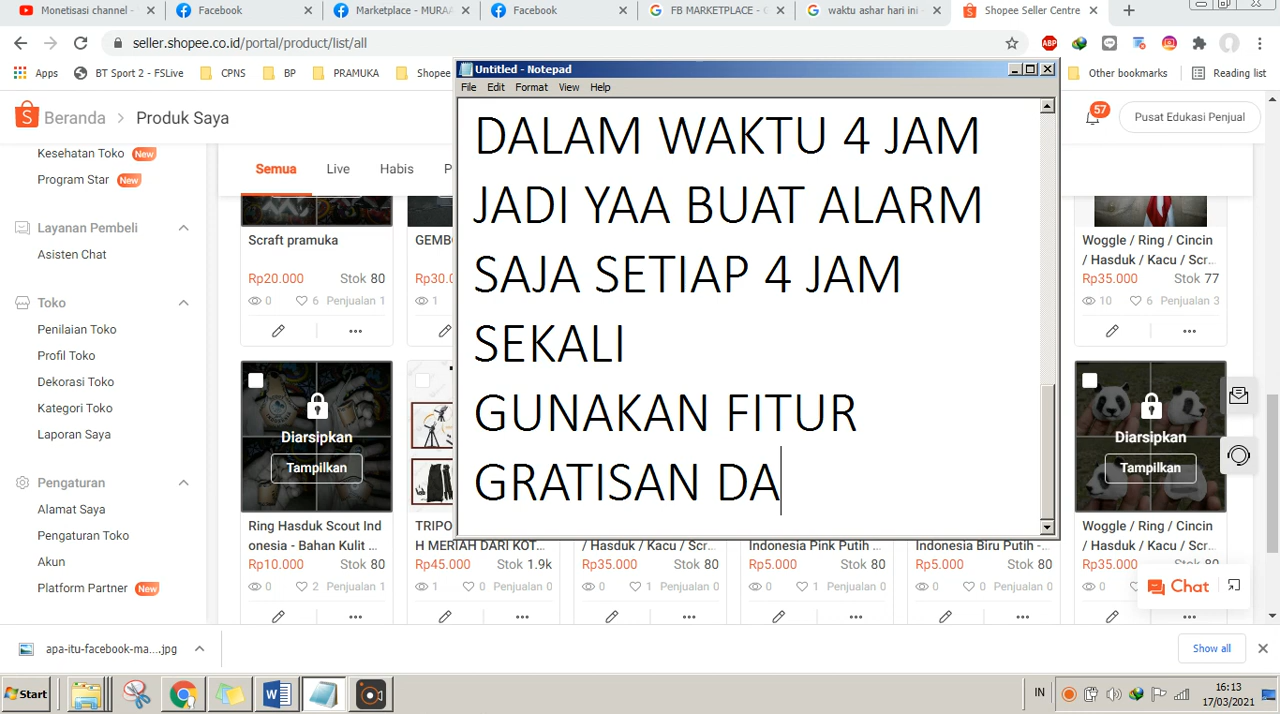 Monetisasi channel -
Facebook
Marketplace - MURAA
Facebook
FB MARKETPLACE -
waktu ashar hari ini -
Shopee Seller Centre
seller.shopee.co.id/portal/product/list/all
ABP
Apps
BT Sport 2 - FSLive
CPNS
BP
PRAMUKA
Shopee
Other bookmarks
Reading list
Untitled - Notepad
File Edit Format View Help
DALAM WAKTU 4 JAM
JADI YAA BUAT ALARM
SAJA SETIAP 4 JAM
SEKALI
GUNAKAN FITUR
GRATISAN DA
Beranda > Produk Saya
57
Pusat Edukasi Penjual
Kesehatan Toko New
Program Star New
Layanan Pembeli
Asisten Chat
Toko
Penilaian Toko
Profil Toko
Dekorasi Toko
Kategori Toko
Laporan Saya
Pengaturan
Alamat Saya
Pengaturan Toko
Akun
Platform Partner New
Semua Live Habis P
Scraft pramuka
Rp20.000 Stok 80
0 6 Penjualan 1
GEMB
Rp30.0
1
Woggle / Ring / Cincin
/ Hasduk / Kacu / Scr...
Rp35.000 Stok 77
10 6 Penjualan 3
Diarsipkan
Tampilkan
Ring Hasduk Scout Ind
onesia - Bahan Kulit ...
Rp10.000 Stok 80
0 2 Penjualan 1
TRIPO
H MERIAH DARI KOT...
Rp45.000 Stok 1.9k
1 0 Penjualan 0
/ Hasduk / Kacu / Scr...
Rp35.000 Stok 80
0 1 Penjualan 0
Indonesia Pink Putih ...
Rp5.000 Stok 80
0 1 Penjualan 0
Indonesia Biru Putih -...
Rp5.000 Stok 80
0 0 Penjualan 0
Diarsipkan
Tampilkan
Woggle / Ring / Cincin
/ Hasduk / Kacu / Scr...
Rp35.000 Stok 80
0
Chat
apa-itu-facebook-ma....jpg
Show all
Start
IN
16:13
17/03/2021